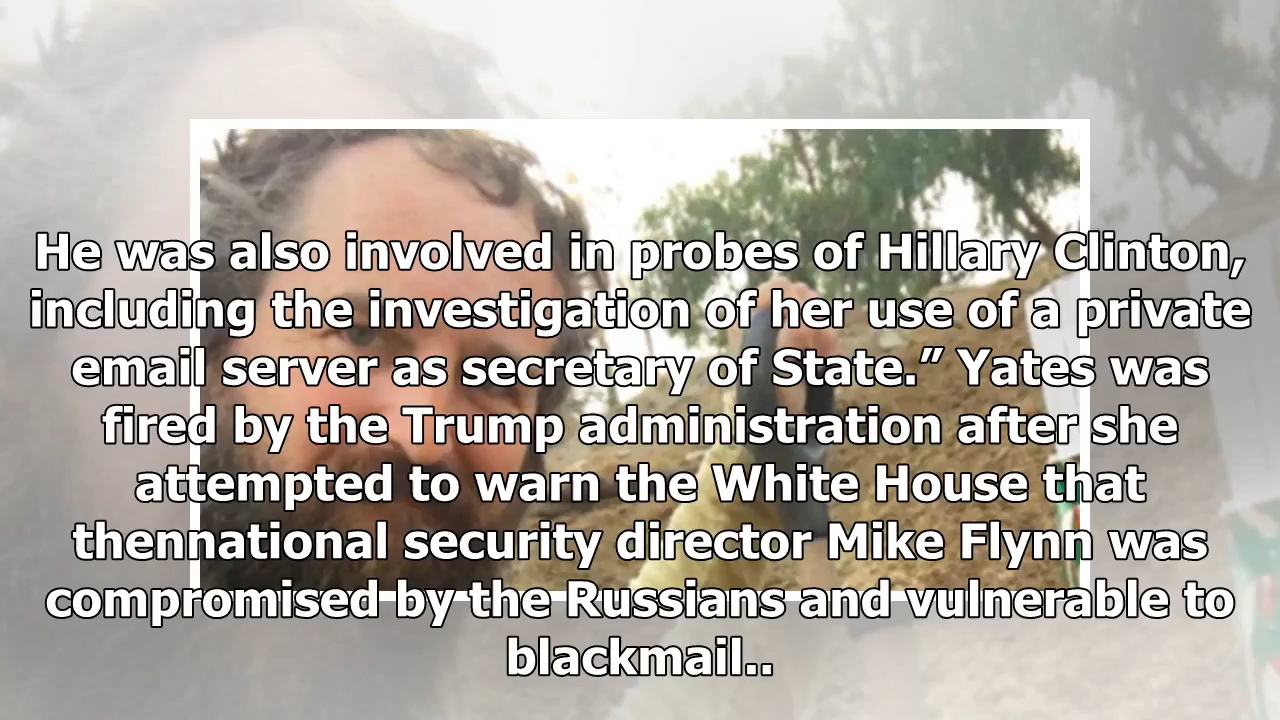 He was also involved in probes of Hillary Clinton,
including the investigation of her use of a private
email server as secretary of State.” Yates was
fired by the Trump administration after she
attempted to warn the White House that
thennational security director Mike Flynn was
compromised by the Russians and vulnerable to
blackmail..